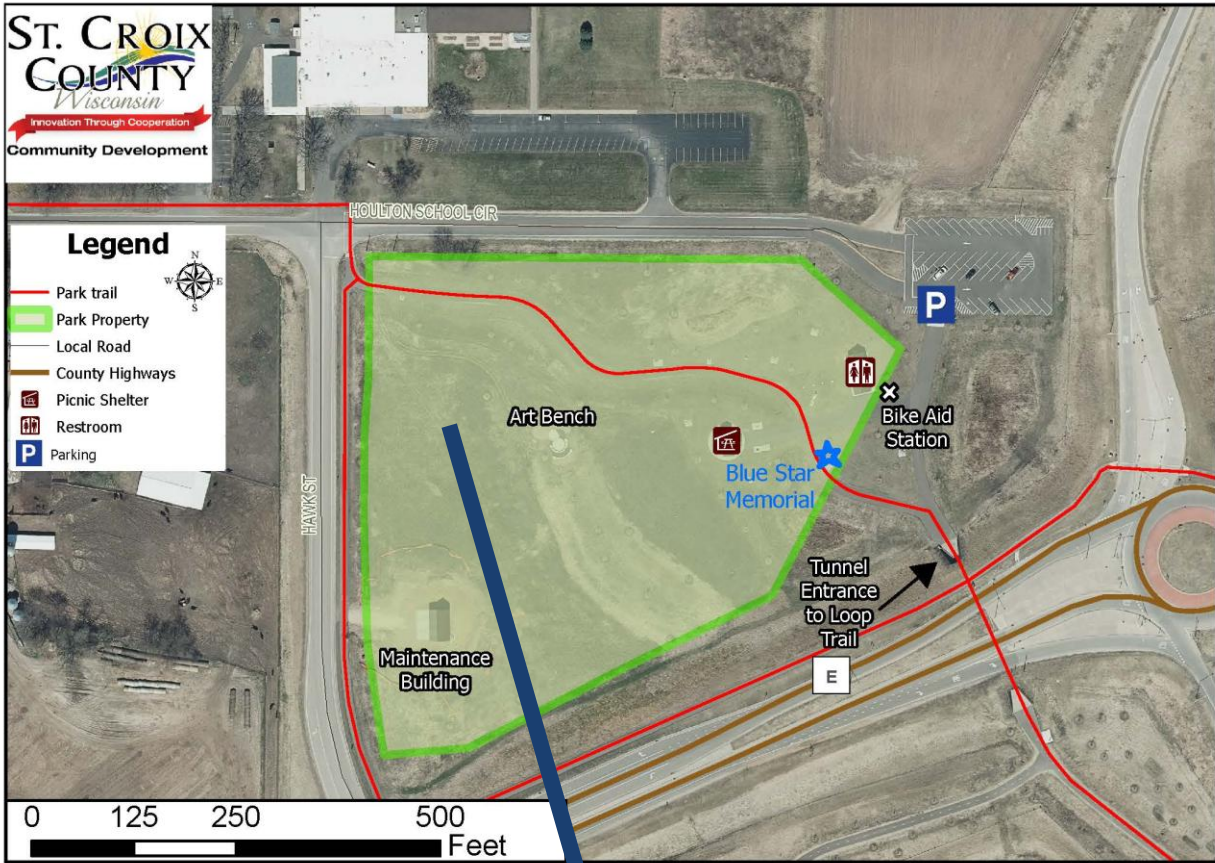 ST. CROIX
COUNTY
Wisconsin
Innovation Through Cooperation
Community Development
HOULTON SCHOOL CIR
Legend
N
W E
S
Park trail
Park Property
Local Road
County Highways
Picnic Shelter
Restroom
P Parking
P
Art Bench
Bike Aid
Station
Blue Star
Memorial
HAWK ST
Tunnel
Entrance
to Loop
Trail
Maintenance
Building
E
0 125 250 500
Feet